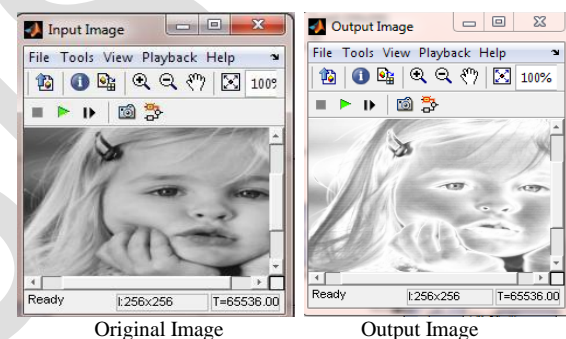 Input Image
File Tools View Playback Help
100%
Ready I:256x256 T=65536.00
Original Image
Output Image
File Tools View Playback Help
100%
Ready I:256x256 T=65536.00
Output Image